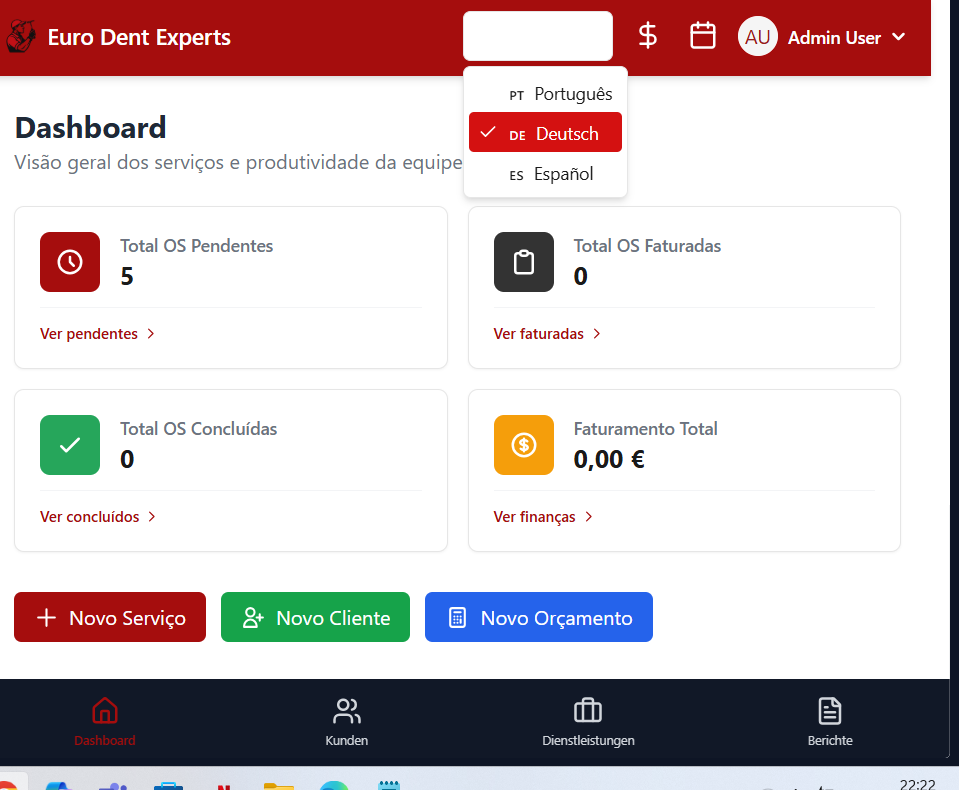 Euro Dent Experts
$
AU
Admin User
PT Português
DE Deutsch
ES Español
Dashboard
Visão geral dos serviços e produtividade da equipe
Total OS Pendentes
5
Ver pendentes
Total OS Faturadas
0
Ver faturadas
Total OS Concluídas
0
Ver concluídos
Faturamento Total
0,00 €
Ver finanças
Novo Serviço
Novo Cliente
Novo Orçamento
Dashboard
Kunden
Dienstleistungen
Berichte
22:22